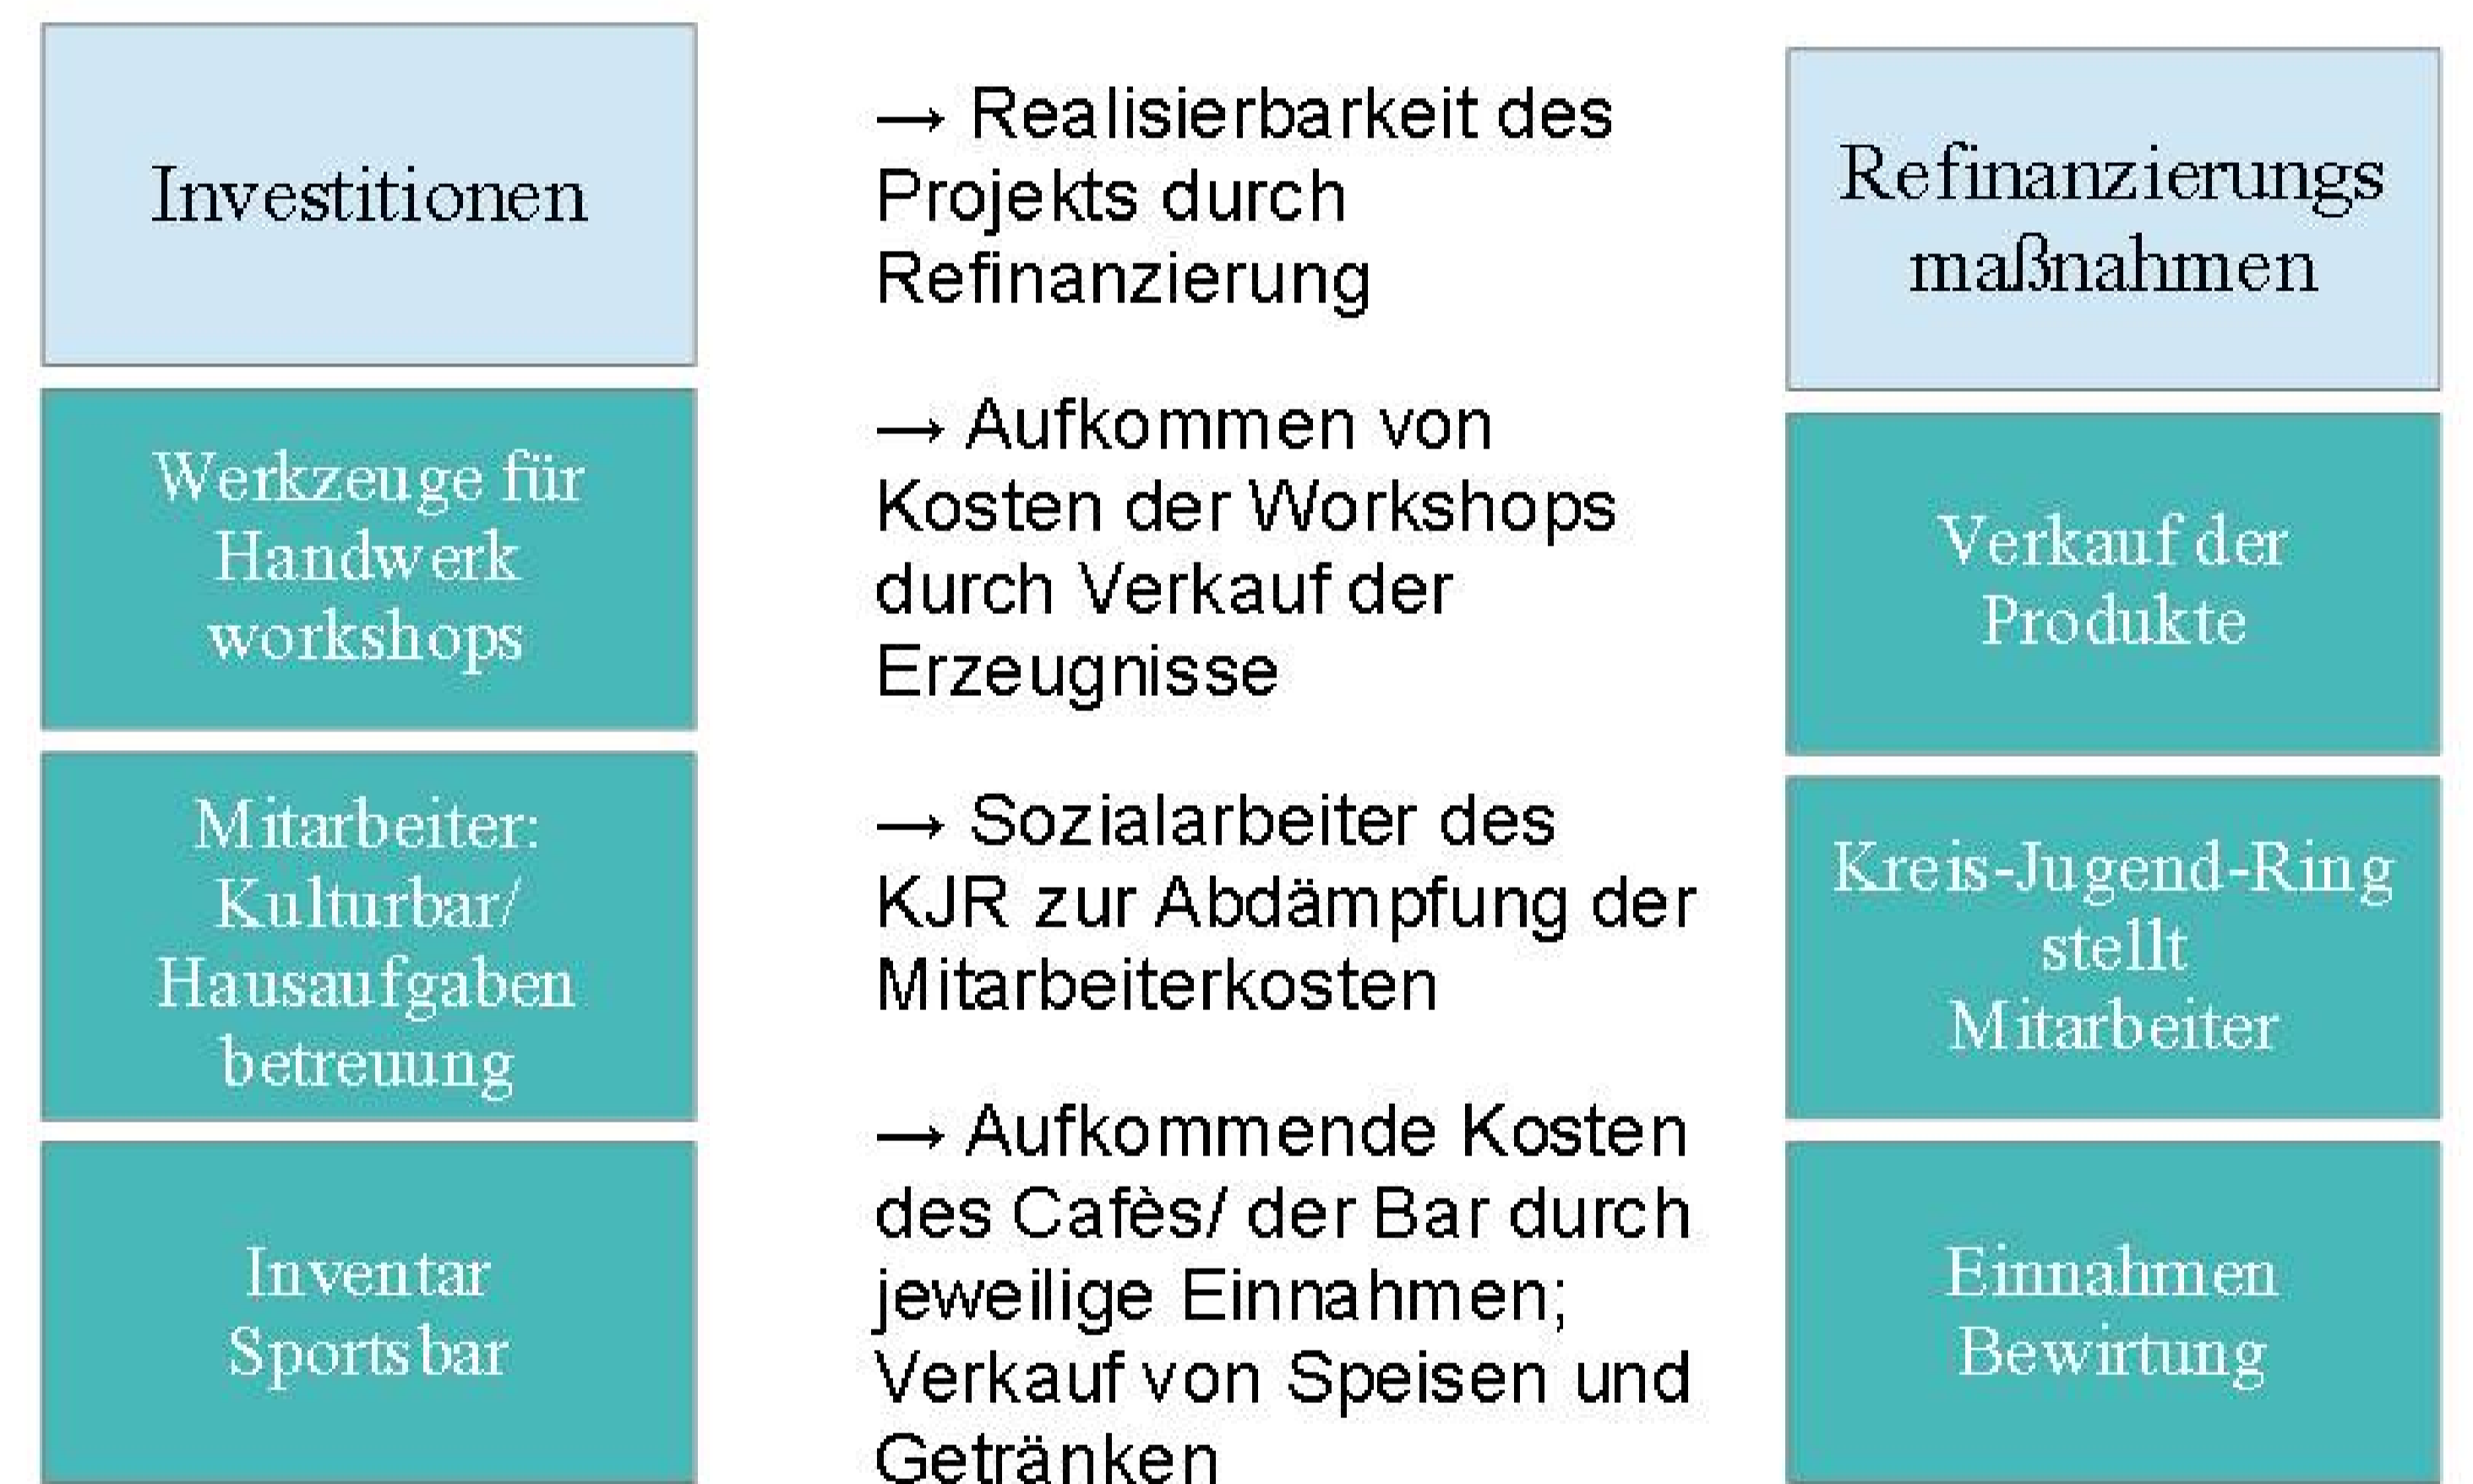 Investitionen
Werkzeuge für
Handwerk
workshops
Mitarbeiter:
Kulturbar/
Hausaufgaben
betreuung
Inventar
Sportsbar
→ Realisierbarkeit des
Projekts durch
Refinanzierung
→ Aufkommen von
Kosten der Workshops
durch Verkauf der
Erzeugnisse
→ Sozialarbeiter des
KJR zur Abdämpfung der
Mitarbeiterkosten
→ Aufkommende Kosten
des Cafès/ der Bar durch
jeweilige Einnahmen;
Verkauf von Speisen und
Getränken
Refinanzierungs
maßnahmen
Verkauf der
Produkte
Kreis-Jugend-Ring
stellt
Mitarbeiter
Einnahmen
Bewirtung